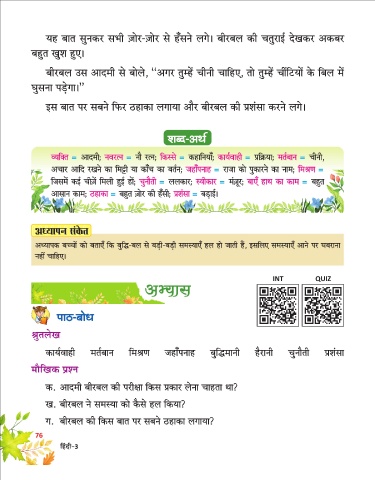 यह बात सुनकर सभी ज़ोर-ज़ोर से हँसने लगे। बीरबल की चतुराई देखकर अकबर
बहुत खुश हुए।
बीरबल उस आदमी से बोले, “अगर तुम्हें चीनी चाहिए, तो तुम्हें चींटियों के बिल में
घुसना पड़ेगा।”
इस बात पर सबने फिर ठहाका लगाया और बीरबल की प्रशंसा करने लगे।
शब्द-अर्थ
व्यक्ति = आदमी; नवरत्न = नौ रत्न; किस्से = कहानियाँ; कार्यवाही = प्रक्रिया; मर्तबान = चीनी,
अचार आदि रखने का मिट्टी या काँच का बर्तन; जहाँपनाह = राजा को पुकारने का नाम; मिश्रण =
जिसमें कई चीज़ें मिली हुई हों; चुनौती = ललकार; स्वीकार = मंज़ूर; बाएँ हाथ का काम = बहुत
आसान काम; ठहाका = बहुत ज़ोर की हँसी; प्रशंसा = बड़ाई।
अध्यापन संकेत
अध्यापक बच्चों को बताएँ कि बुद्धि-बल से बड़ी-बड़ी समस्याएँ हल हो जाती हैं, इसलिए समस्याएँ आने पर घबराना
नहीं चाहिए।
INT QUIZ
अभ्यास
पाठ-बोध
श्रुतलेख
कार्यवाही मर्तबान मिश्रण जहाँपनाह बुद्धिमानी हैरानी चुनौती प्रशंसा
मौखिक प्रश्न
क. आदमी बीरबल की परीक्षा किस प्रकार लेना चाहता था?
ख. बीरबल ने समस्या को कैसे हल किया?
ग. बीरबल की किस बात पर सबने ठहाका लगाया?
76
हिंदी-3